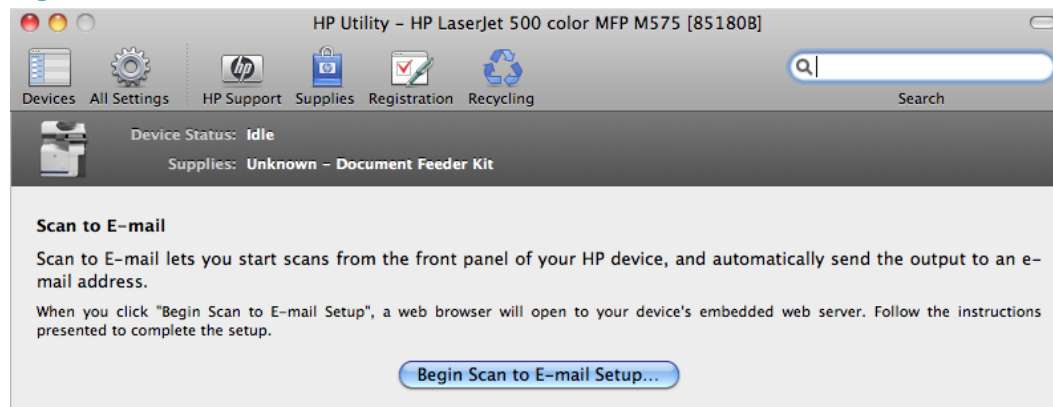 HP Utility – HP LaserJet 500 color MFP M575 [85180B]
Devices All Settings HP Support Supplies Registration Recycling Search
Device Status: Idle
Supplies: Unknown – Document Feeder Kit
Scan to E-mail
Scan to E-mail lets you start scans from the front panel of your HP device, and automatically send the output to an e-
mail address.
When you click "Begin Scan to E-mail Setup", a web browser will open to your device's embedded web server. Follow the instructions
presented to complete the setup.
Begin Scan to E-mail Setup...